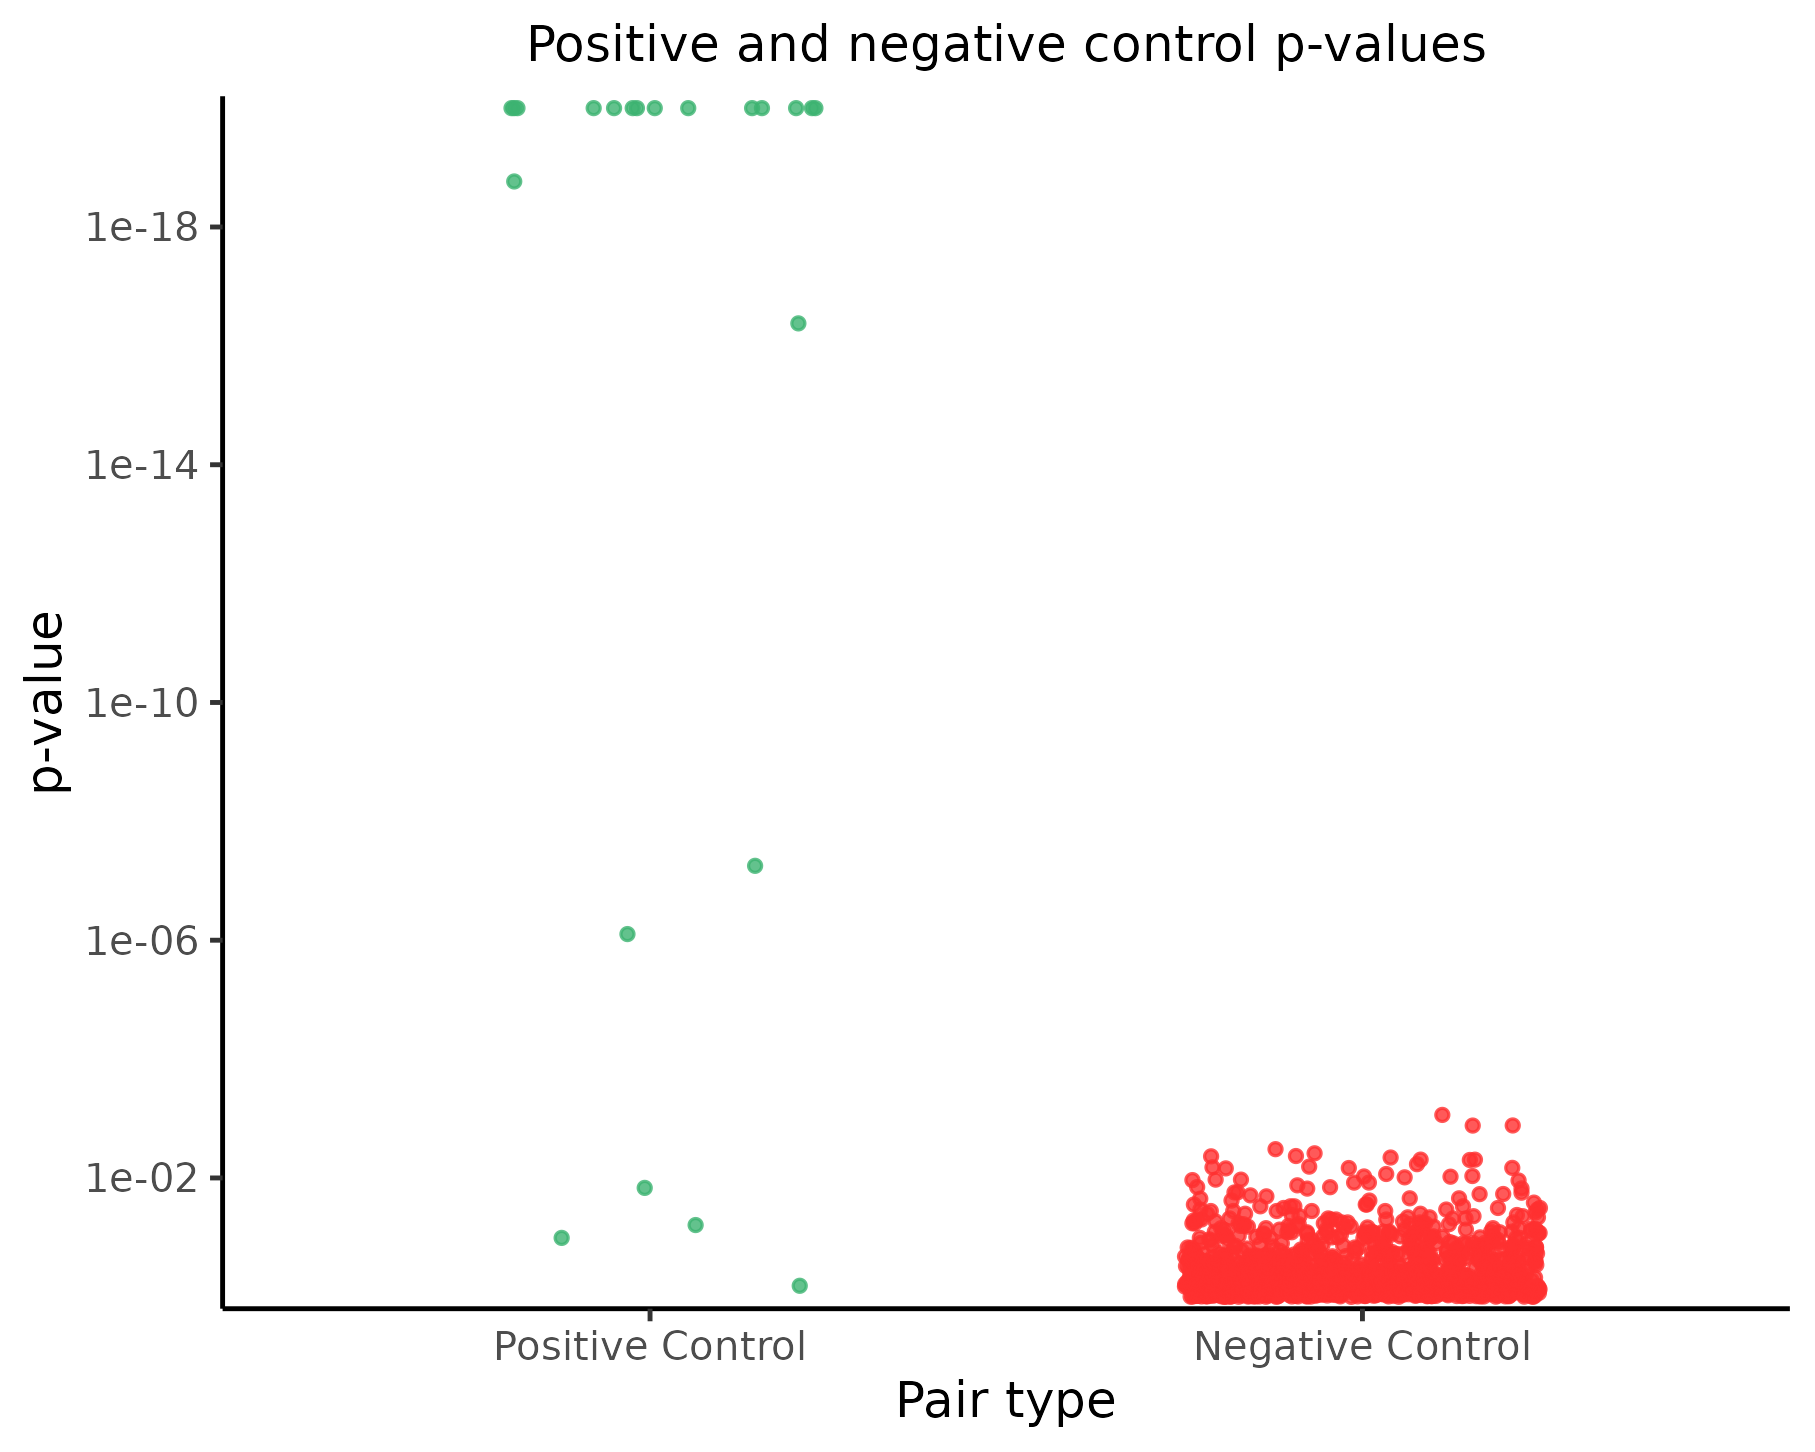 Positive and negative control p-values
p-value
1e-18
1e-14
1e-10
1e-06
1e-02
Positive Control
Negative Control
Pair type